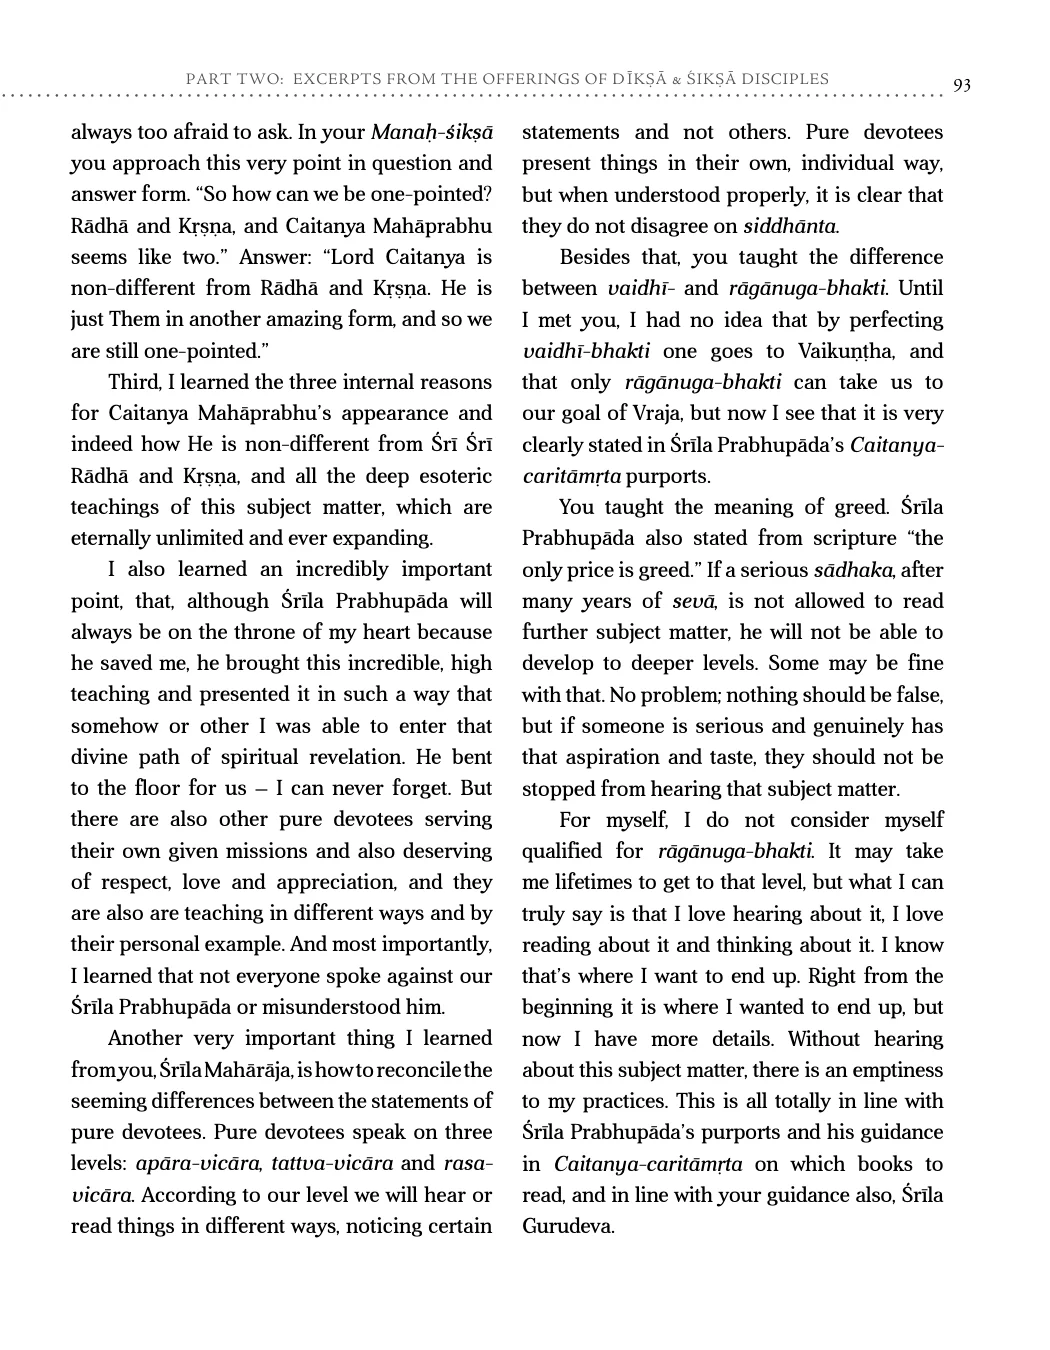 PART TWO: EXCERPTS FROM THE OFFERINGS OF DĪKṢĀ & ŚIKṢĀ DISCIPLES
93
always too afraid to ask. In your Manaḥ-śikṣā
you approach this very point in question and
answer form. “So how can we be one-pointed?
Rādhā and Kṛṣṇa, and Caitanya Mahāprabhu
seems like two.” Answer: “Lord Caitanya is
non-different from Rādhā and Kṛṣṇa. He is
just Them in another amazing form, and so we
are still one-pointed.”
Third, I learned the three internal reasons
for Caitanya Mahāprabhu’s appearance and
indeed how He is non-different from Śrī Śrī
Rādhā and Kṛṣṇa, and all the deep esoteric
teachings of this subject matter, which are
eternally unlimited and ever expanding.
I also learned an incredibly important
point, that, although Śrīla Prabhupāda will
always be on the throne of my heart because
he saved me, he brought this incredible, high
teaching and presented it in such a way that
somehow or other I was able to enter that
divine path of spiritual revelation. He bent
to the floor for us – I can never forget. But
there are also other pure devotees serving
their own given missions and also deserving
of respect, love and appreciation, and they
are also are teaching in different ways and by
their personal example. And most importantly,
I learned that not everyone spoke against our
Śrīla Prabhupāda or misunderstood him.
Another very important thing I learned
from you, Śrīla Mahārāja, is how to reconcile the
seeming differences between the statements of
pure devotees. Pure devotees speak on three
levels: apāra-vicāra, tattva-vicāra and rasa-
vicāra. According to our level we will hear or
read things in different ways, noticing certain
statements and not others. Pure devotees
present things in their own, individual way,
but when understood properly, it is clear that
they do not disagree on siddhānta.
Besides that, you taught the difference
between vaidhī- and rāgānuga-bhakti. Until
I met you, I had no idea that by perfecting
vaidhī-bhakti one goes to Vaikuṇṭha, and
that only rāgānuga-bhakti can take us to
our goal of Vraja, but now I see that it is very
clearly stated in Śrīla Prabhupāda’s Caitanya-
caritāmṛta purports.
You taught the meaning of greed. Śrīla
Prabhupāda also stated from scripture “the
only price is greed.” If a serious sādhaka, after
many years of sevā, is not allowed to read
further subject matter, he will not be able to
develop to deeper levels. Some may be fine
with that. No problem; nothing should be false,
but if someone is serious and genuinely has
that aspiration and taste, they should not be
stopped from hearing that subject matter.
For myself, I do not consider myself
qualified for rāgānuga-bhakti. It may take
me lifetimes to get to that level, but what I can
truly say is that I love hearing about it, I love
reading about it and thinking about it. I know
that’s where I want to end up. Right from the
beginning it is where I wanted to end up, but
now I have more details. Without hearing
about this subject matter, there is an emptiness
to my practices. This is all totally in line with
Śrīla Prabhupāda’s purports and his guidance
in Caitanya-caritāmṛta on which books to
read, and in line with your guidance also, Śrīla
Gurudeva.